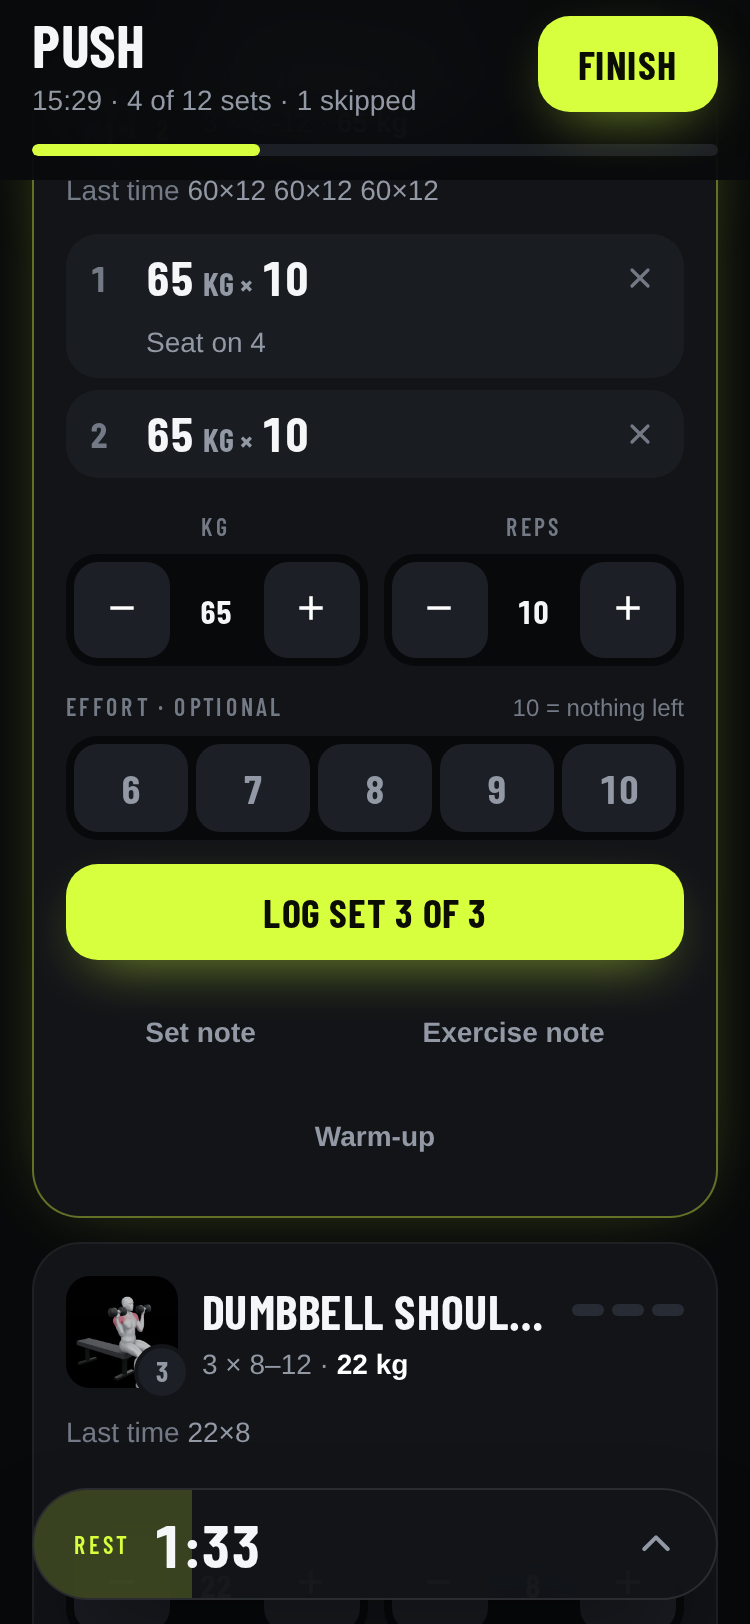 PUSH
FINISH
15:29 · 4 of 12 sets · 1 skipped
Last time 60×12 60×12 60×12
1 65 KG × 10 ×
Seat on 4
2 65 KG × 10 ×
KG REPS
− 65 + − 10 +
EFFORT · OPTIONAL 10 = nothing left
6 7 8 9 10
LOG SET 3 OF 3
Set note Exercise note
Warm-up
DUMBBELL SHOUL...
3 3 × 8–12 · 22 kg
Last time 22×8
REST 1:33
− 22 + − 8 +